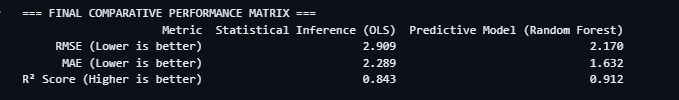 === FINAL COMPARATIVE PERFORMANCE MATRIX ===
Metric Statistical Inference (OLS) Predictive Model (Random Forest)
RMSE (Lower is better) 2.909 2.170
MAE (Lower is better) 2.289 1.632
R² Score (Higher is better) 0.843 0.912